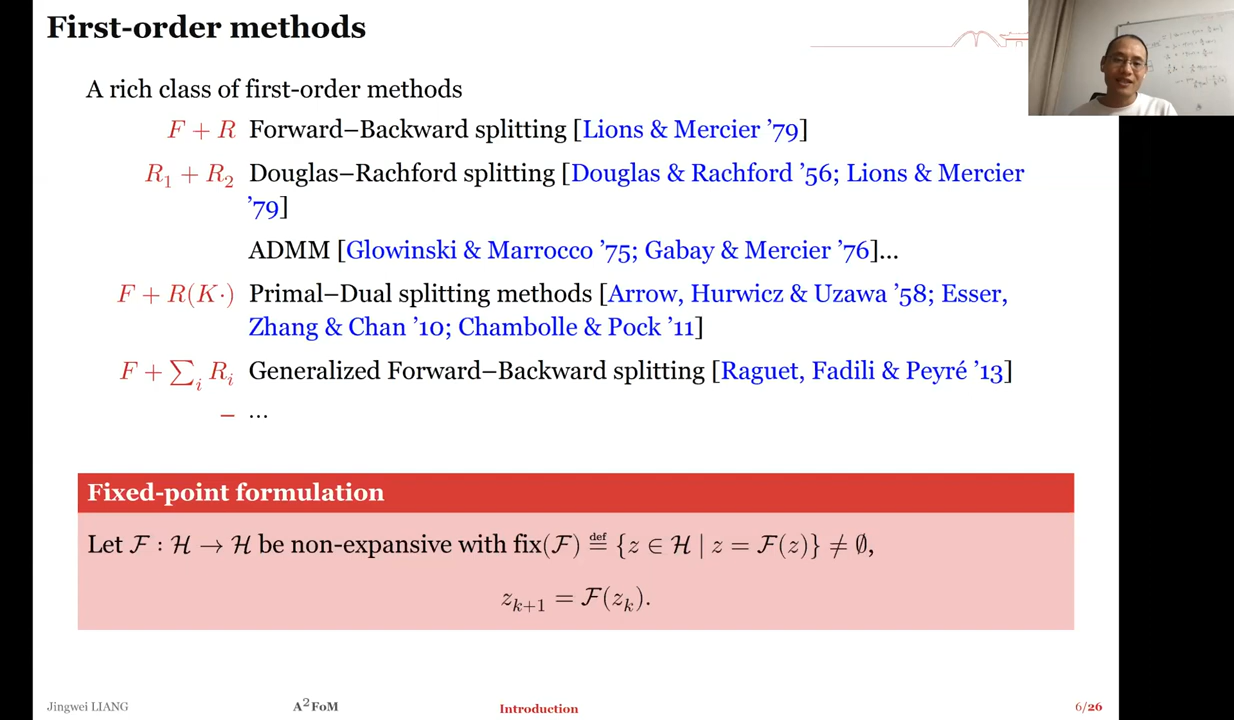 First-order methods
A rich class of first-order methods
F + R Forward–Backward splitting [Lions & Mercier ’79]
R₁ + R₂ Douglas–Rachford splitting [Douglas & Rachford ’56; Lions & Mercier
’79]
ADMM [Glowinski & Marrocco ’75; Gabay & Mercier ’76]...
F + R(K·) Primal–Dual splitting methods [Arrow, Hurwicz & Uzawa ’58; Esser,
Zhang & Chan ’10; Chambolle & Pock ’11]
F + ∑ᵢ Rᵢ Generalized Forward–Backward splitting [Raguet, Fadili & Peyré ’13]
– ...
Fixed-point formulation
Let ℱ : ℋ → ℋ be non-expansive with fix(ℱ) ≝ {z ∈ ℋ | z = ℱ(z)} ≠ ∅,
zₖ₊₁ = ℱ(zₖ).
Jingwei LIANG A²FoM Introduction 6/26